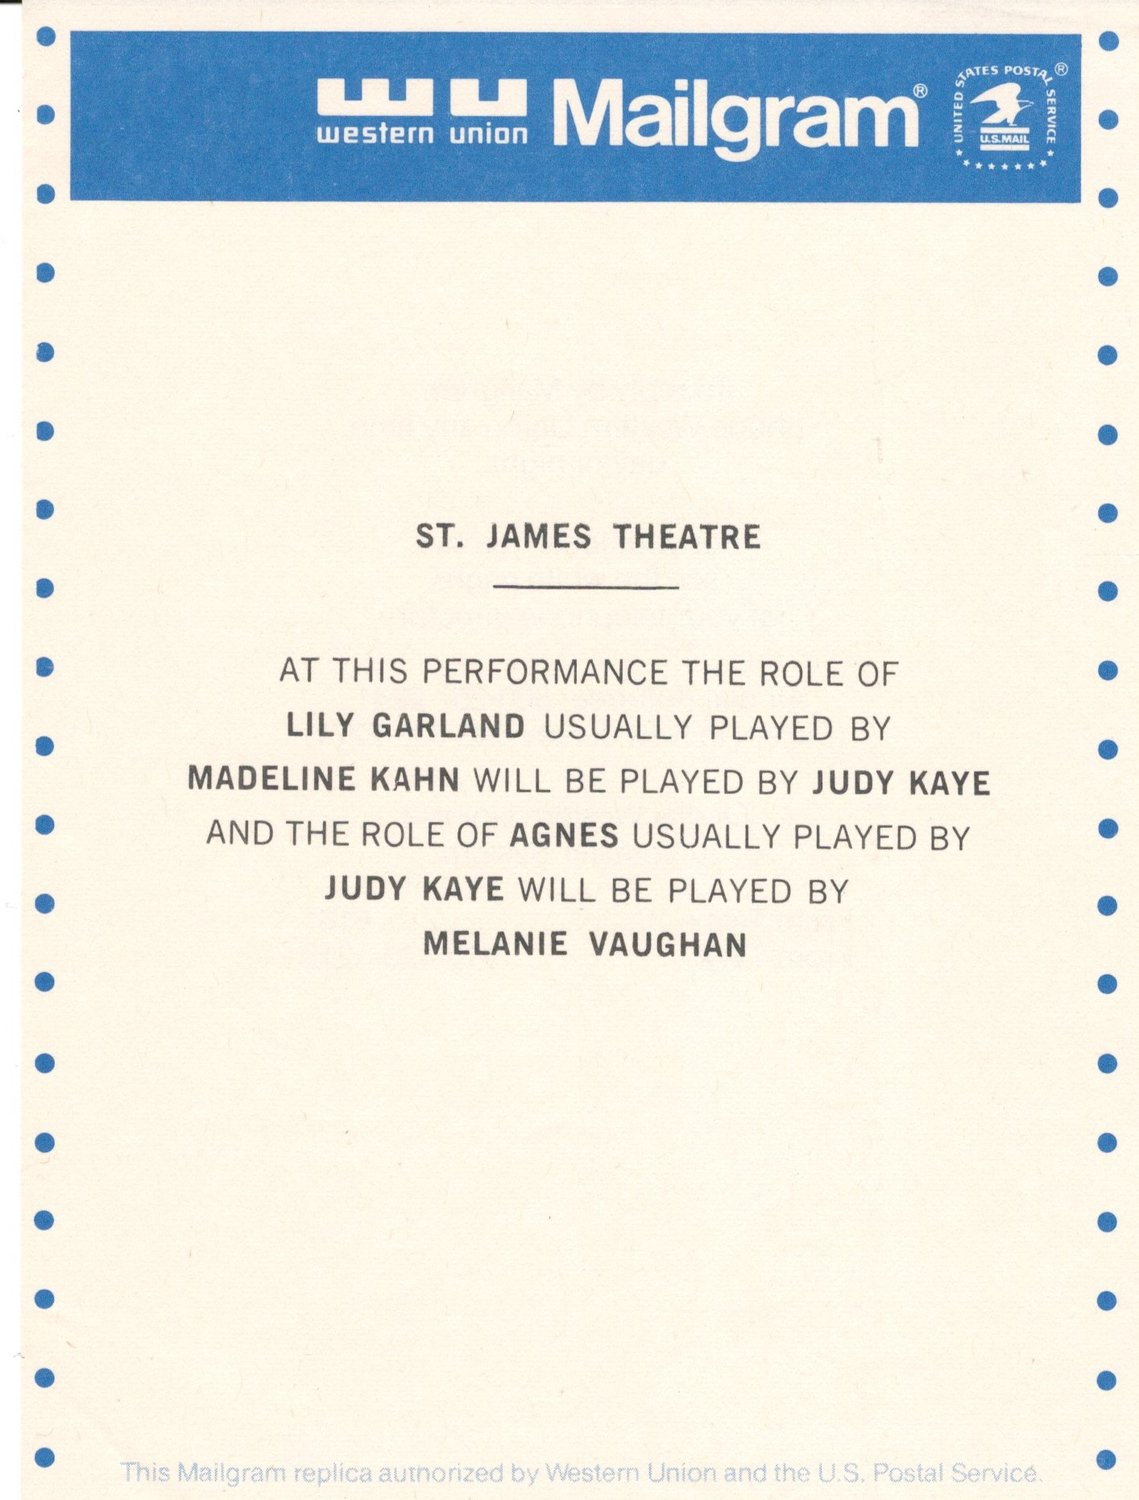 western union Mailgram®
UNITED STATES POSTAL SERVICE ®
U.S.MAIL
ST. JAMES THEATRE
AT THIS PERFORMANCE THE ROLE OF
LILY GARLAND USUALLY PLAYED BY
MADELINE KAHN WILL BE PLAYED BY JUDY KAYE
AND THE ROLE OF AGNES USUALLY PLAYED BY
JUDY KAYE WILL BE PLAYED BY
MELANIE VAUGHAN
This Mailgram replica authorized by Western Union and the U.S. Postal Service.